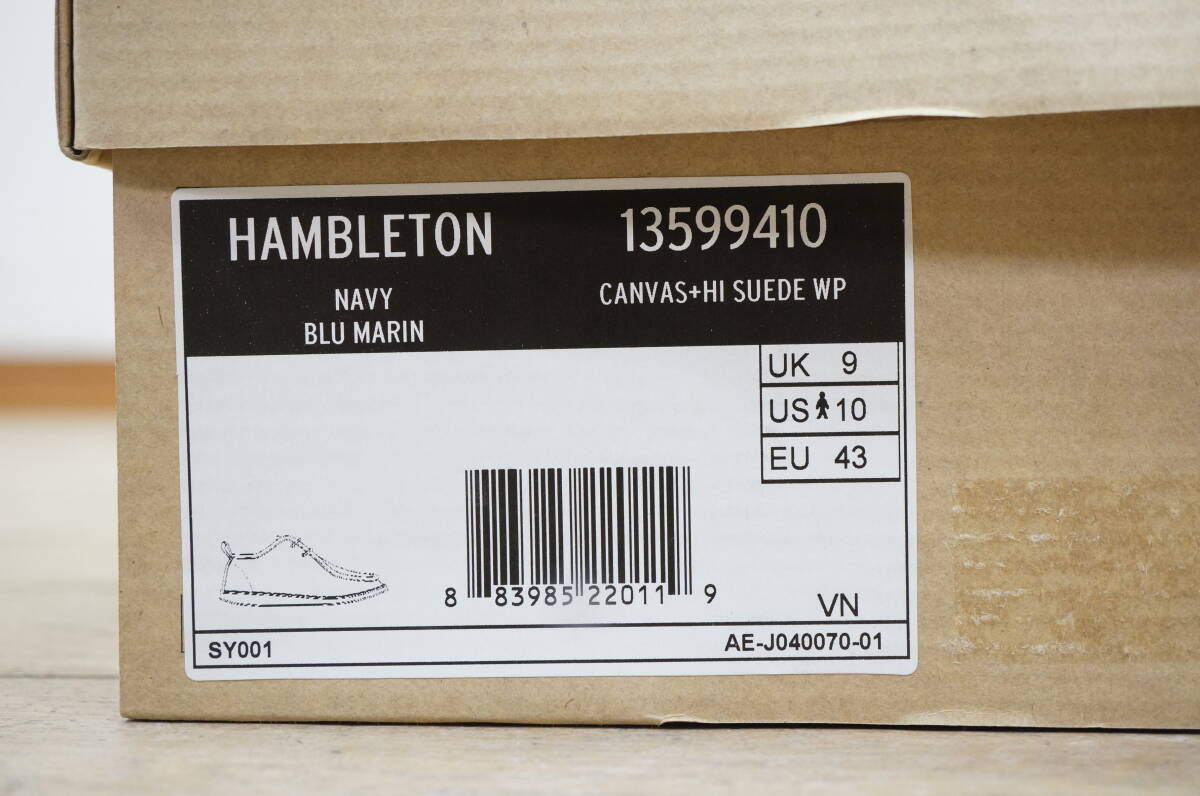 HAMBLETON
13599410
NAVY
CANVAS+HI SUEDE WP
BLU MARIN
UK 9
US 10
EU 43
8 83985 22011 9
VN
SY001
AE-J040070-01